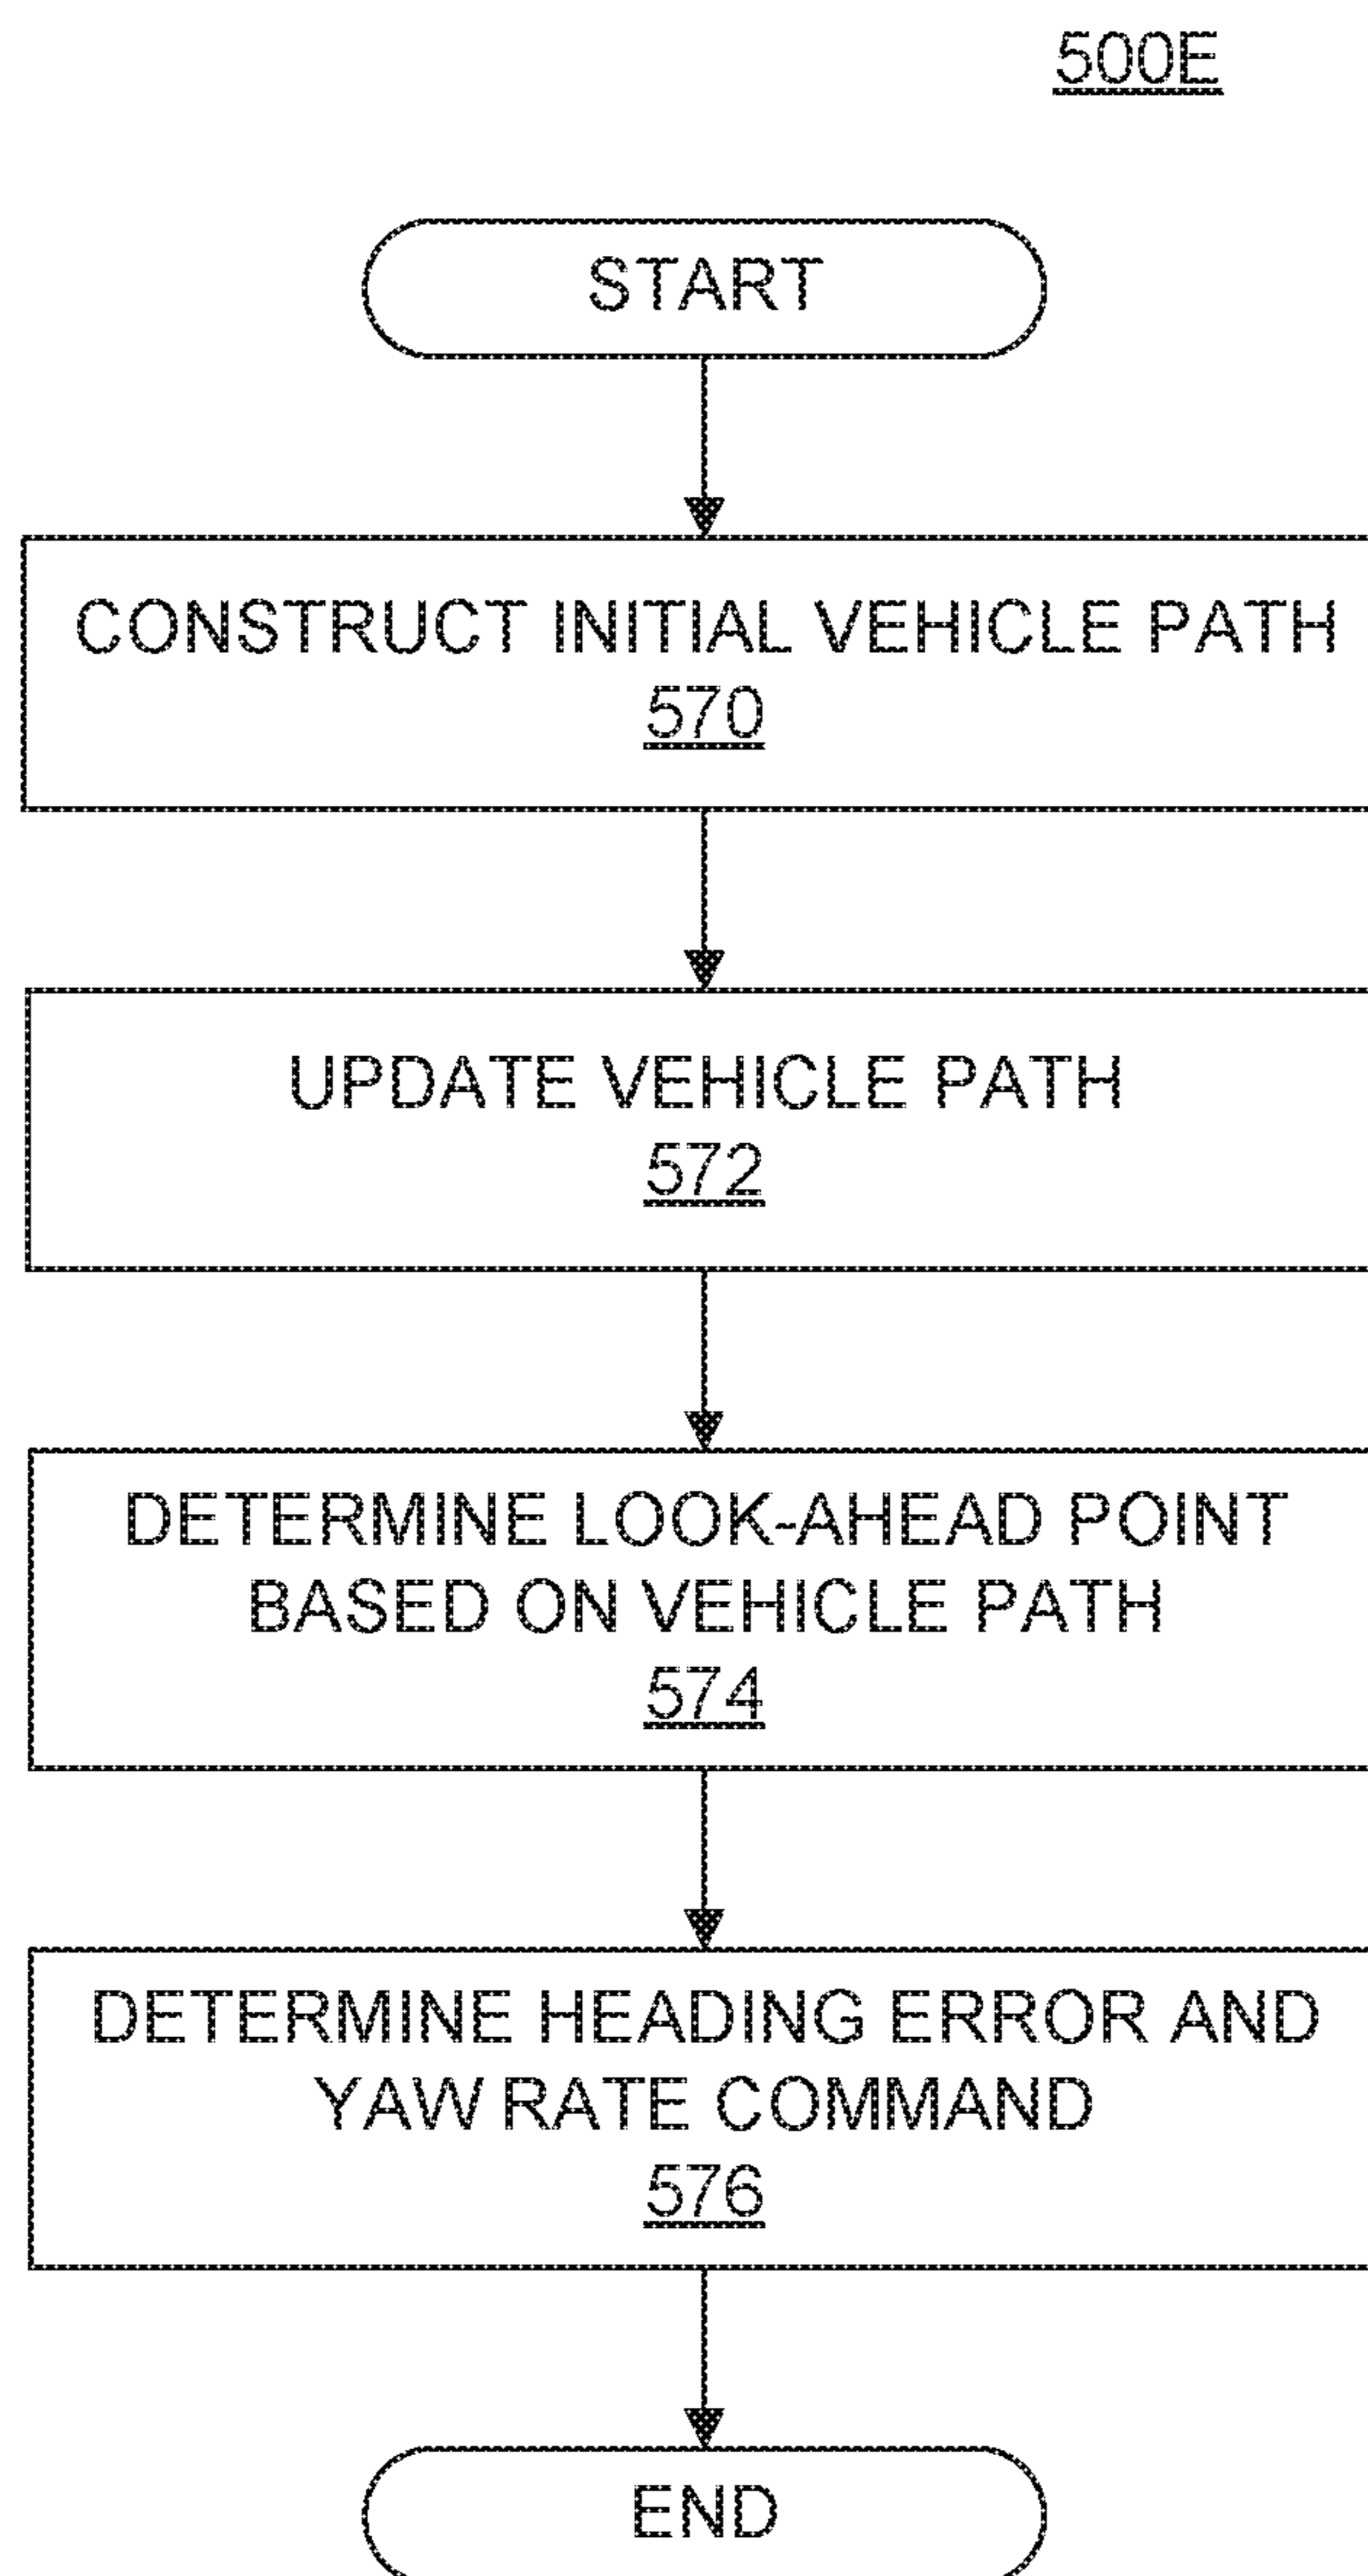 500E
START
CONSTRUCT INITIAL VEHICLE PATH
570
UPDATE VEHICLE PATH
572
DETERMINE LOOK-AHEAD POINT
BASED ON VEHICLE PATH
574
DETERMINE HEADING ERROR AND
YAW RATE COMMAND
576
END